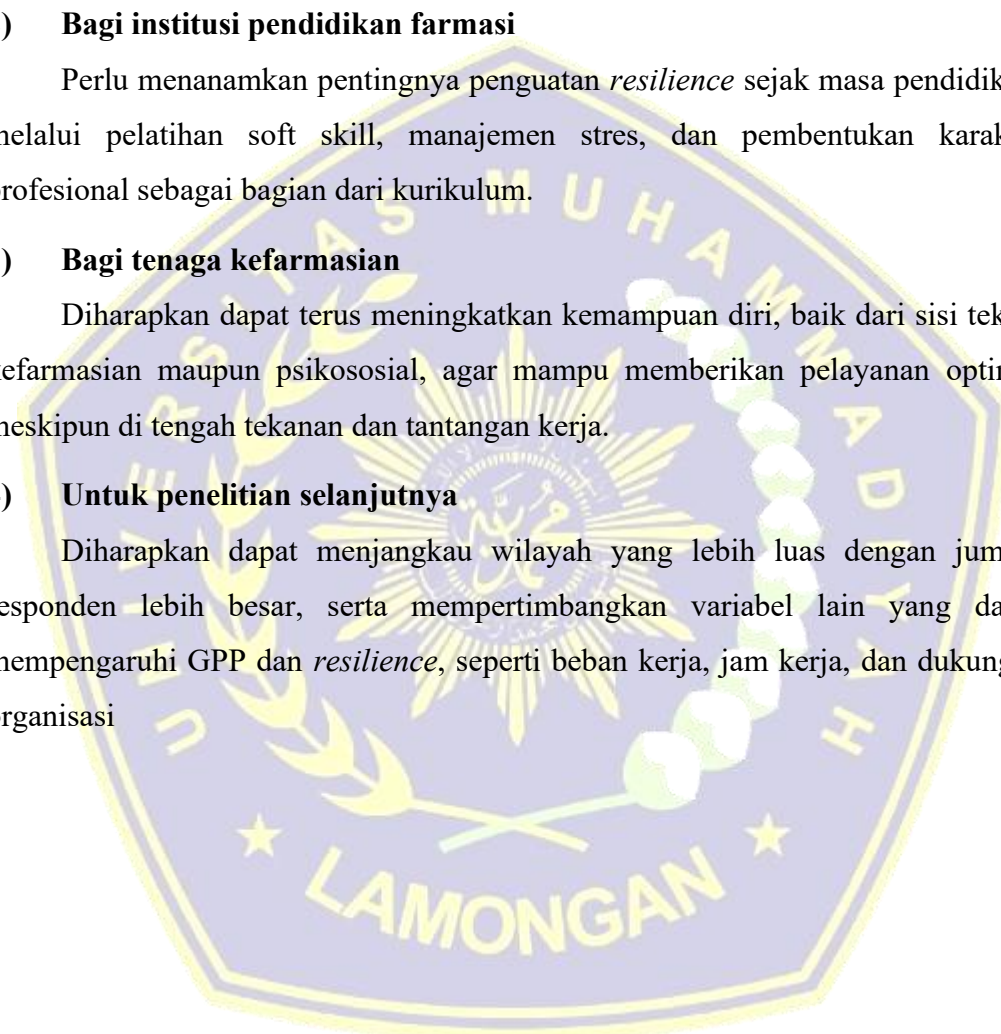 ) Bagi institusi pendidikan farmasi
Perlu menanamkan pentingnya penguatan resilience sejak masa pendidik
melalui pelatihan soft skill, manajemen stres, dan pembentukan karak
profesional sebagai bagian dari kurikulum.
) Bagi tenaga kefarmasian
Diharapkan dapat terus meningkatkan kemampuan diri, baik dari sisi tek
kefarmasian maupun psikososial, agar mampu memberikan pelayanan optim
meskipun di tengah tekanan dan tantangan kerja.
) Untuk penelitian selanjutnya
Diharapkan dapat menjangkau wilayah yang lebih luas dengan jum
esponden lebih besar, serta mempertimbangkan variabel lain yang da
mempengaruhi GPP dan resilience, seperti beban kerja, jam kerja, dan dukung
organisasi
UNIVERSITAS MUHAMMADIYAH
LAMONGAN